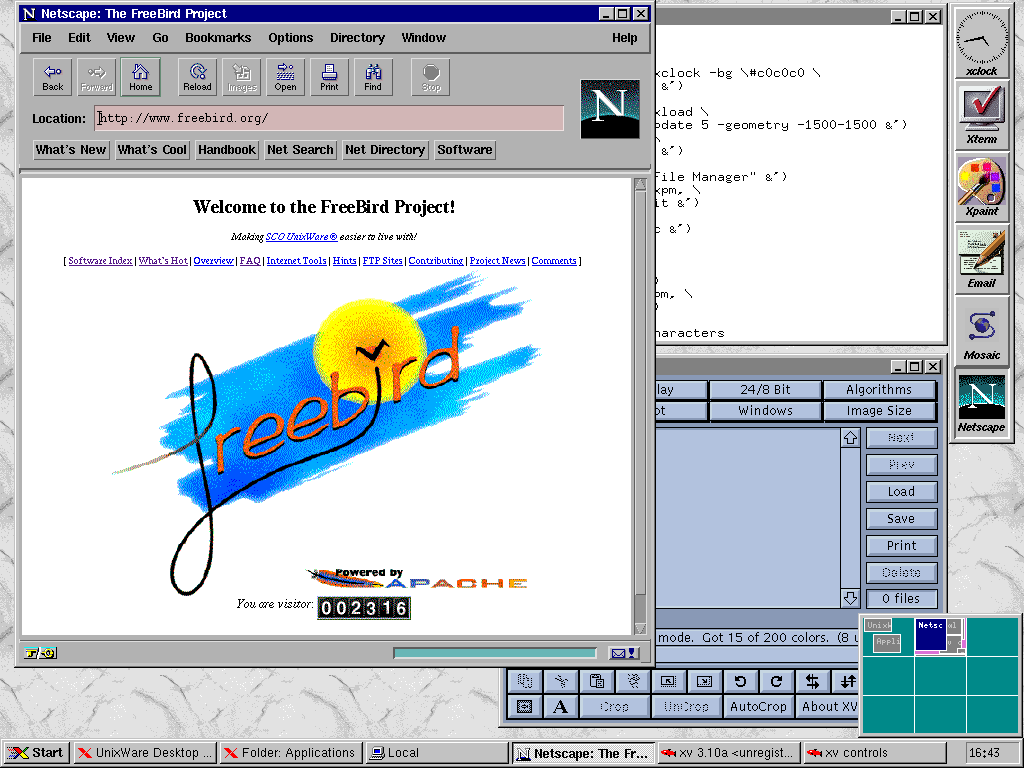 Netscape: The FreeBird Project
File Edit View Go Bookmarks Options Directory Window Help
Back Forward Home Reload Images Open Print Find Stop
Location: http://www.freebird.org/
N
What's New What's Cool Handbook Net Search Net Directory Software
Welcome to the FreeBird Project!
Making SCO UnixWare® easier to live with!
[ Software Index | What's Hot | Overview | FAQ | Internet Tools | Hints | FTP Sites | Contributing | Project News | Comments ]
freebird
Powered by
APACHE
You are visitor: 002316
xclock -bg \#c0c0c0 \
&")
xload \
pdate 5 -geometry -1500-1500 &")
\
&")
File Manager" &")
xpm, \
it &")
c &")
pm, \
haracters
xclock
Xterm
Xpaint
Email
Mosaic
N
Netscape
lay 24/8 Bit Algorithms
ot Windows Image Size
Next
Prev
Load
Save
Print
Delete
0 files
mode. Got 15 of 200 colors. (8 u
A Crop UnCrop AutoCrop About XV
Unix
Appli
Netsc
Start UnixWare Desktop ... Folder: Applications Local Netscape: The Fr... xv 3.10a <unregist... xv controls 16:43